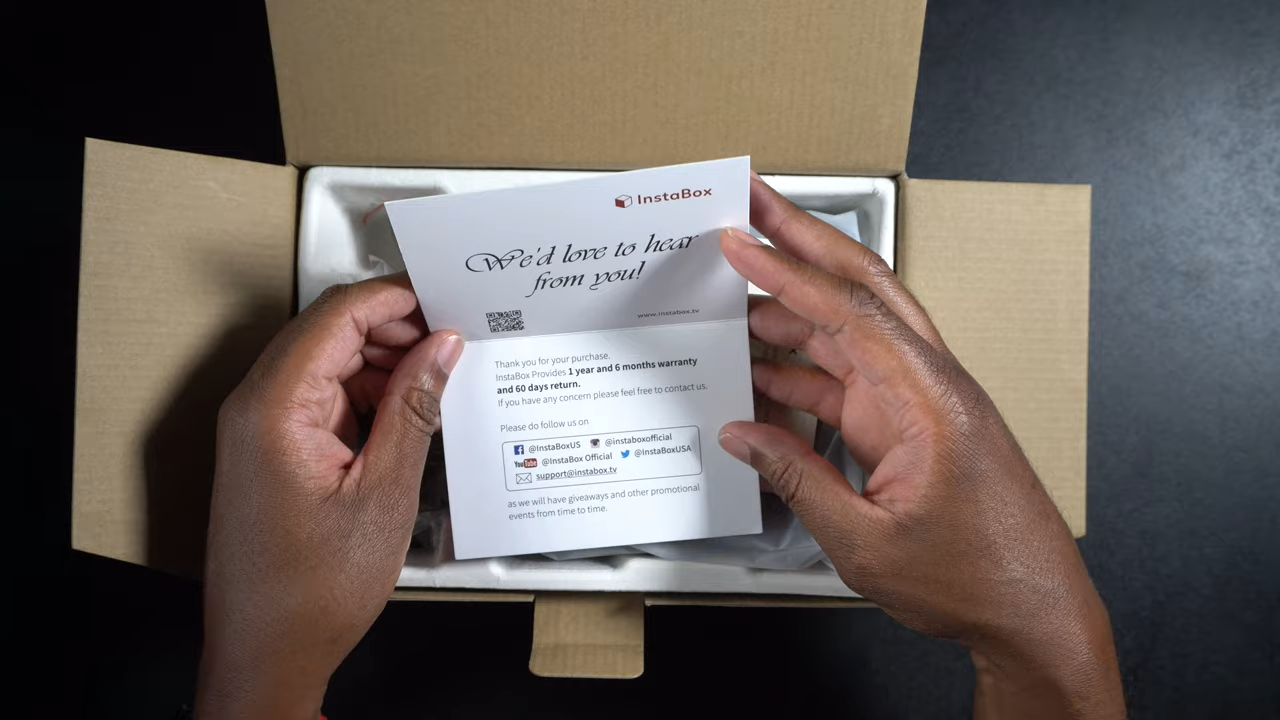 InstaBox
We'd love to hear
from you!
www.instabox.tv
Thank you for your purchase.
InstaBox Provides 1 year and 6 months warranty
and 60 days return.
If you have any concern please feel free to contact us.
Please do follow us on
@InstaBoxUS @instaboxofficial
YouTube @InstaBox Official @InstaBoxUSA
support@instabox.tv
as we will have giveaways and other promotional
events from time to time.